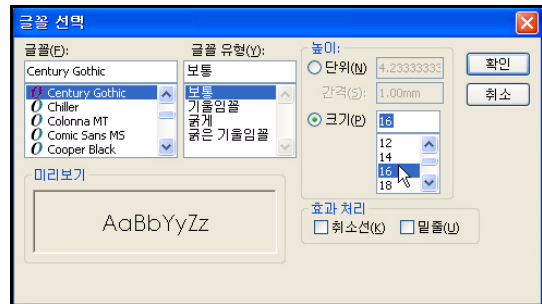 글꼴 선택
글꼴(F):
Century Gothic
Century Gothic
Chiller
Colonna MT
Comic Sans MS
Cooper Black
글꼴 유형(Y):
보통
보통
기울임꼴
굵게
굵은 기울임꼴
높이:
단위(N) 4.23333333
간격(S): 1.00mm
크기(P) 16
12
14
16
18
확인
취소
미리보기
AaBbYyZz
효과 처리
취소선(K) 밑줄(U)